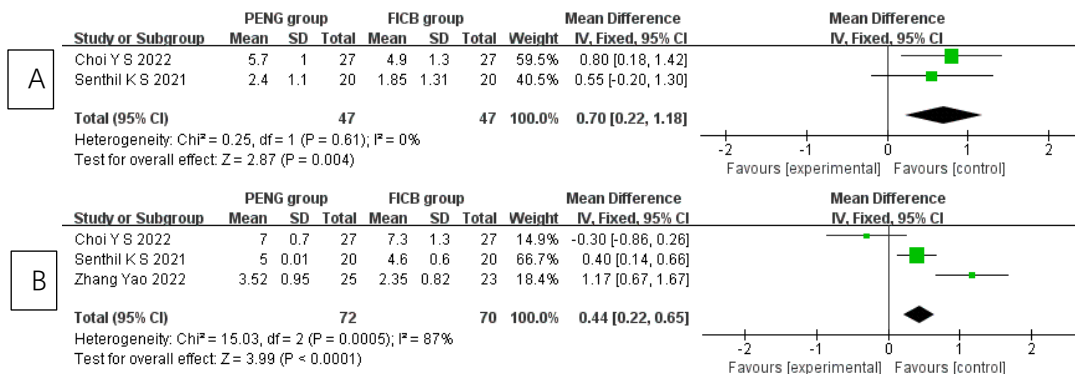 PENG group FICB group Mean Difference Mean Difference
Study or Subgroup Mean SD Total Mean SD Total Weight IV, Fixed, 95% CI IV, Fixed, 95% CI
A
Choi Y S 2022 5.7 1 27 4.9 1.3 27 59.5% 0.80 [0.18, 1.42]
Senthil K S 2021 2.4 1.1 20 1.85 1.31 20 40.5% 0.55 [-0.20, 1.30]
Total (95% CI) 47 47 100.0% 0.70 [0.22, 1.18]
Heterogeneity: Chi² = 0.25, df = 1 (P = 0.61); I² = 0%
Test for overall effect: Z = 2.87 (P = 0.004)
-2 -1 0 1 2
Favours [experimental] Favours [control]
PENG group FICB group Mean Difference Mean Difference
Study or Subgroup Mean SD Total Mean SD Total Weight IV, Fixed, 95% CI IV, Fixed, 95% CI
B
Choi Y S 2022 7 0.7 27 7.3 1.3 27 14.9% -0.30 [-0.86, 0.26]
Senthil K S 2021 5 0.01 20 4.6 0.6 20 66.7% 0.40 [0.14, 0.66]
Zhang Yao 2022 3.52 0.95 25 2.35 0.82 23 18.4% 1.17 [0.67, 1.67]
Total (95% CI) 72 70 100.0% 0.44 [0.22, 0.65]
Heterogeneity: Chi² = 15.03, df = 2 (P = 0.0005); I² = 87%
Test for overall effect: Z = 3.99 (P < 0.0001)
-2 -1 0 1 2
Favours [experimental] Favours [control]